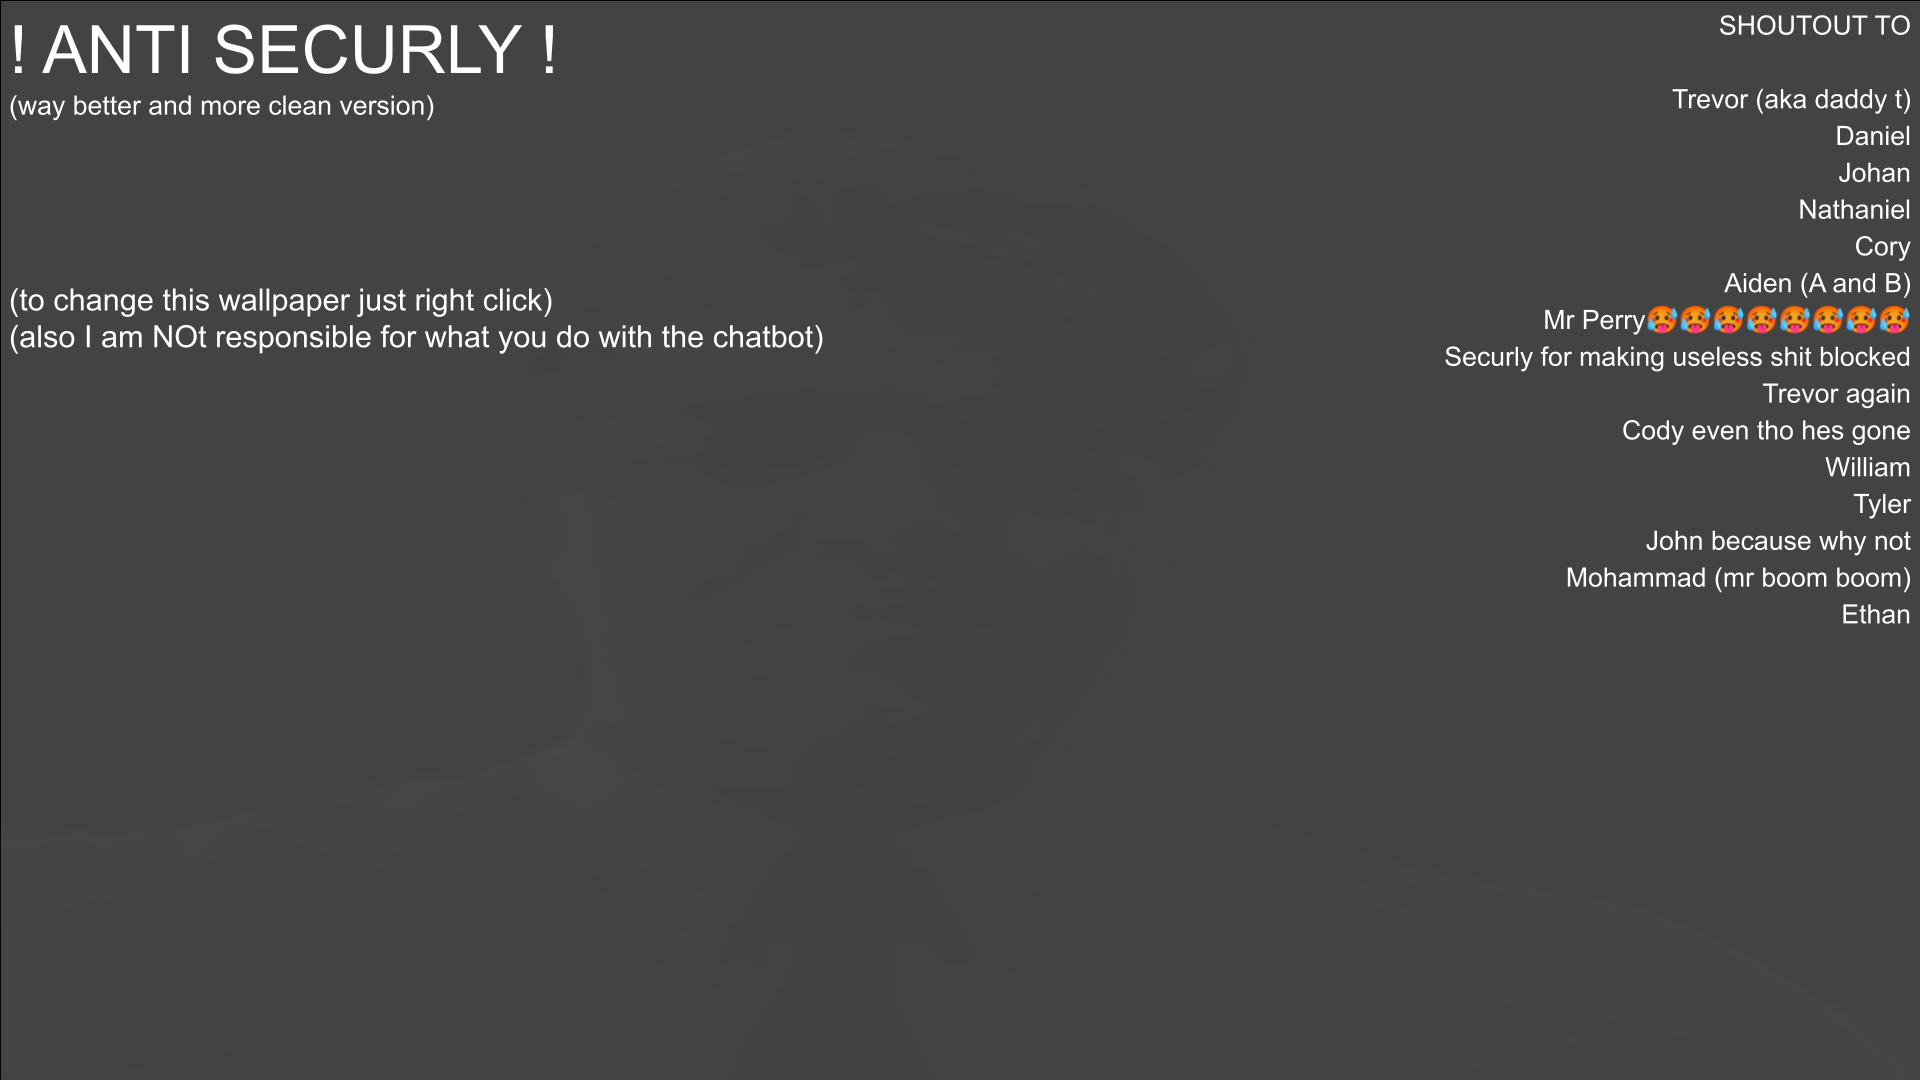 ! ANTI SECURLY !
(way better and more clean version)
(to change this wallpaper just right click)
(also I am NOt responsible for what you do with the chatbot)
SHOUTOUT TO
Trevor (aka daddy t)
Daniel
Johan
Nathaniel
Cory
Aiden (A and B)
Mr Perry🥵🥵🥵🥵🥵🥵🥵🥵
Securly for making useless shit blocked
Trevor again
Cody even tho hes gone
William
Tyler
John because why not
Mohammad (mr boom boom)
Ethan